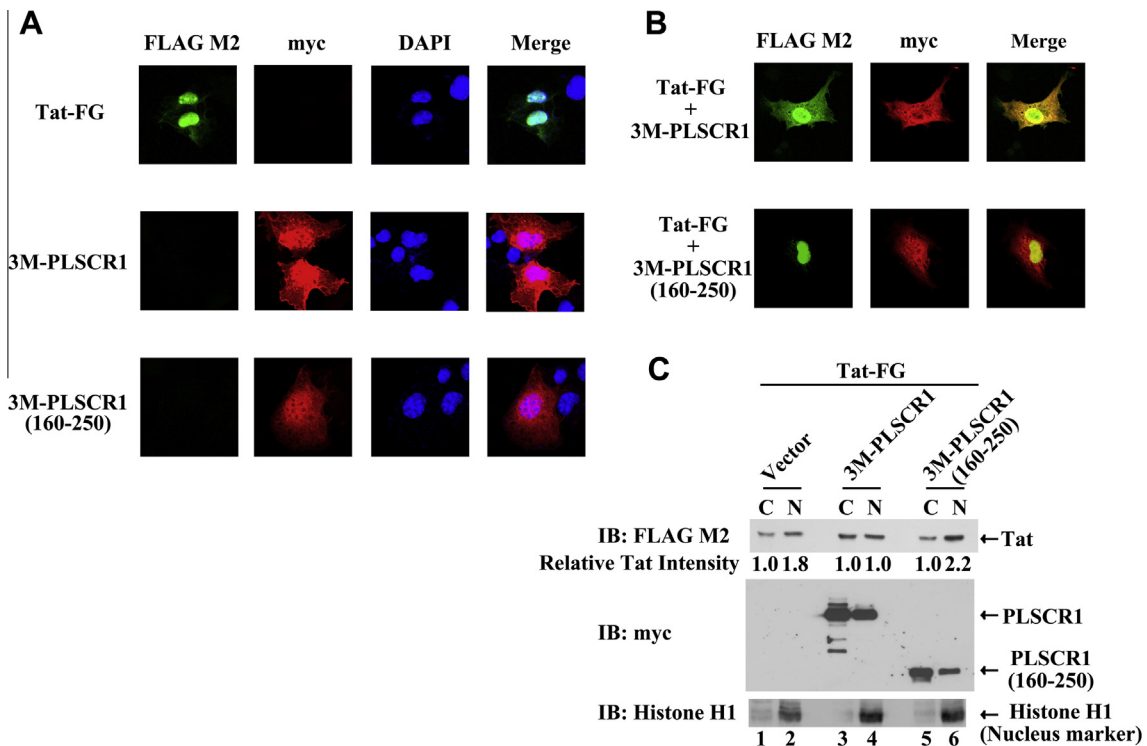 A
FLAG M2 myc DAPI Merge
Tat-FG
3M-PLSCR1
3M-PLSCR1
(160-250)
B
FLAG M2 myc Merge
Tat-FG
+
3M-PLSCR1
Tat-FG
+
3M-PLSCR1
(160-250)
C
Tat-FG
Vector
3M-PLSCR1
3M-PLSCR1
(160-250)
C N C N C N
IB: FLAG M2 ←Tat
Relative Tat Intensity 1.0 1.8 1.0 1.0 1.0 2.2
IB: myc
←PLSCR1
←PLSCR1
(160-250)
IB: Histone H1 ← Histone H1
(Nucleus marker)
1 2 3 4 5 6